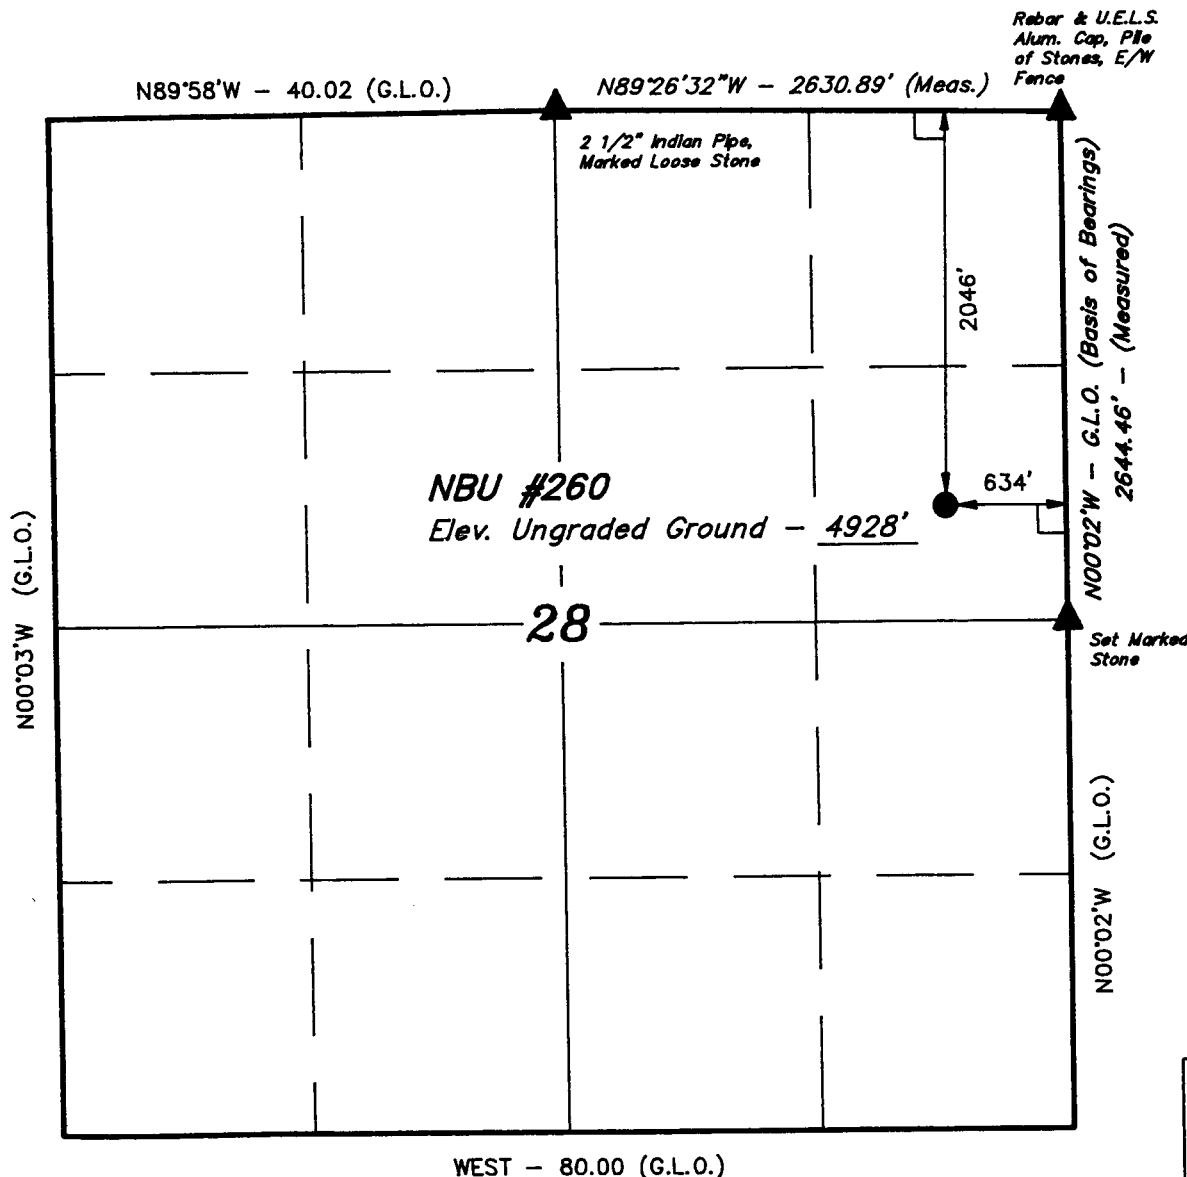 Rebar & U.E.L.S.
Alum. Cap, Pile
of Stones, E/W
Fence
N89°58'W - 40.02 (G.L.O.)
N89°26'32"W - 2630.89' (Meas.)
2 1/2" Indian Pipe,
Marked Loose Stone
2046'
N00°02'W - G.L.O. (Basis of Bearings)
2644.46' - (Measured)
634'
NBU #260
Elev. Ungraded Ground - 4928'
N00°03'W (G.L.O.)
28
Set Marked
Stone
N00°02'W (G.L.O.)
WEST - 80.00 (G.L.O.)